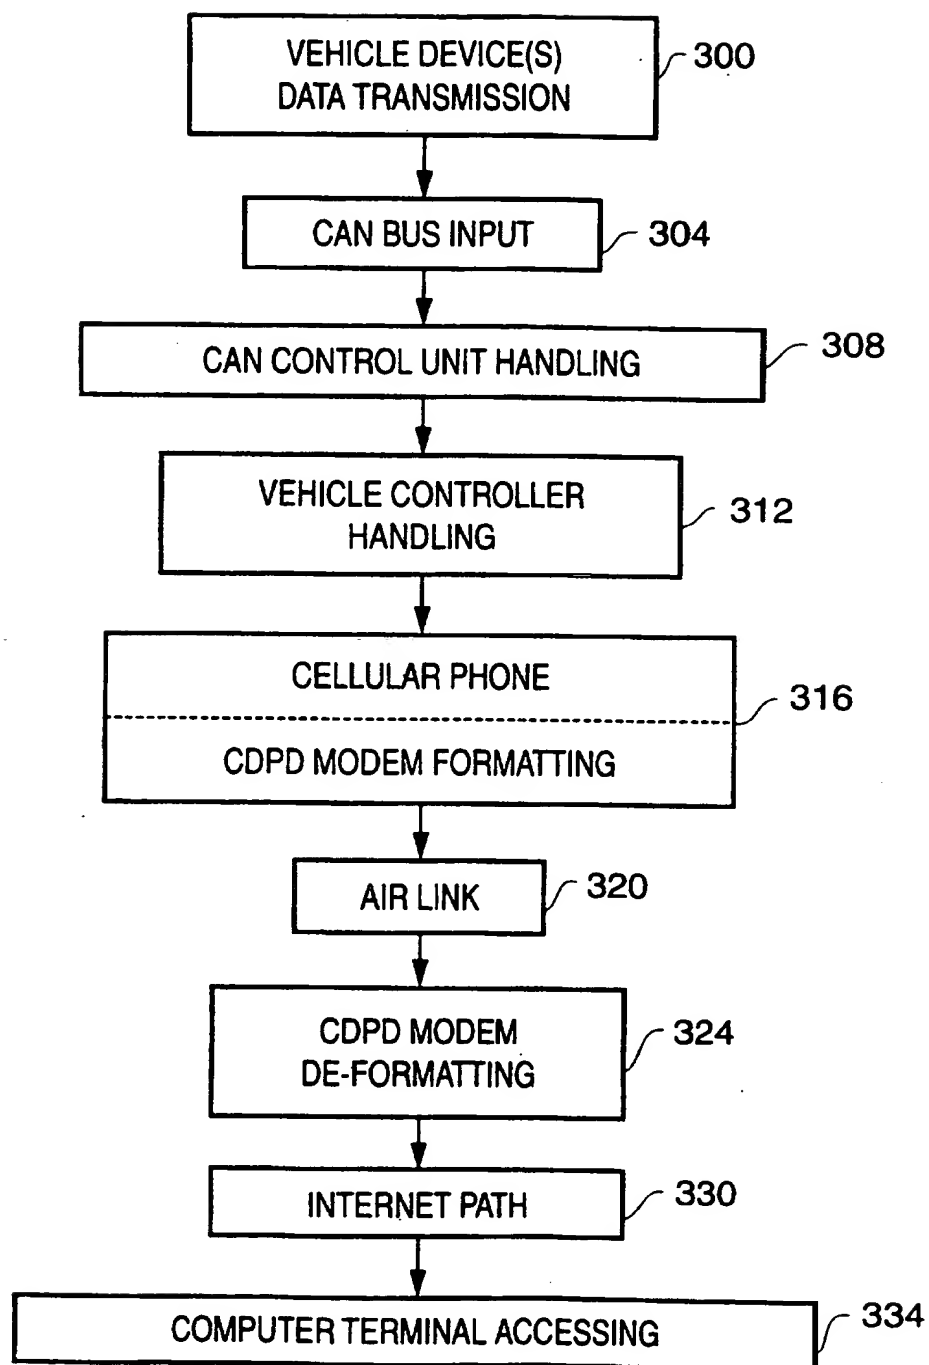 VEHICLE DEVICE(S)
DATA TRANSMISSION
300
CAN BUS INPUT
304
CAN CONTROL UNIT HANDLING
308
VEHICLE CONTROLLER
HANDLING
312
CELLULAR PHONE
316
CDPD MODEM FORMATTING
AIR LINK
320
CDPD MODEM
DE-FORMATTING
324
INTERNET PATH
330
COMPUTER TERMINAL ACCESSING
334